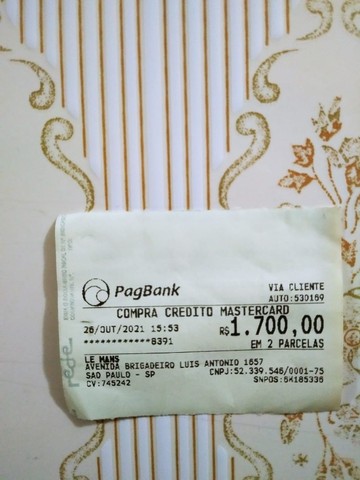 PagBank
VIA CLIENTE
AUTO:530169
COMPRA CREDITO MASTERCARD
26/OUT/2021 15:53
R$1.700,00
************8391
EM 2 PARCELAS
LE MANS
AVENIDA BRIGADEIRO LUIS ANTONIO 1657
SAO PAULO - SP
CNPJ:52.339.546/0001-75
CV:745242
SNPOS:6K185336
rede